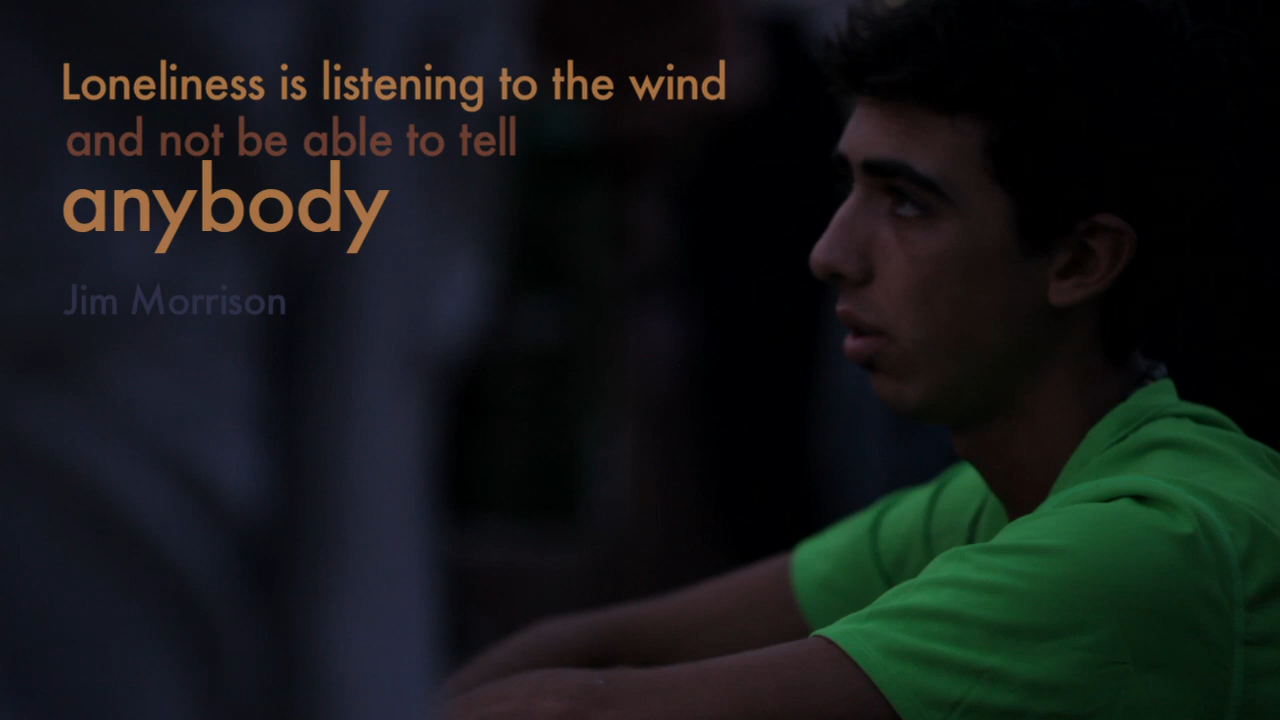 Loneliness is listening to the wind
and not be able to tell
anybody
Jim Morrison